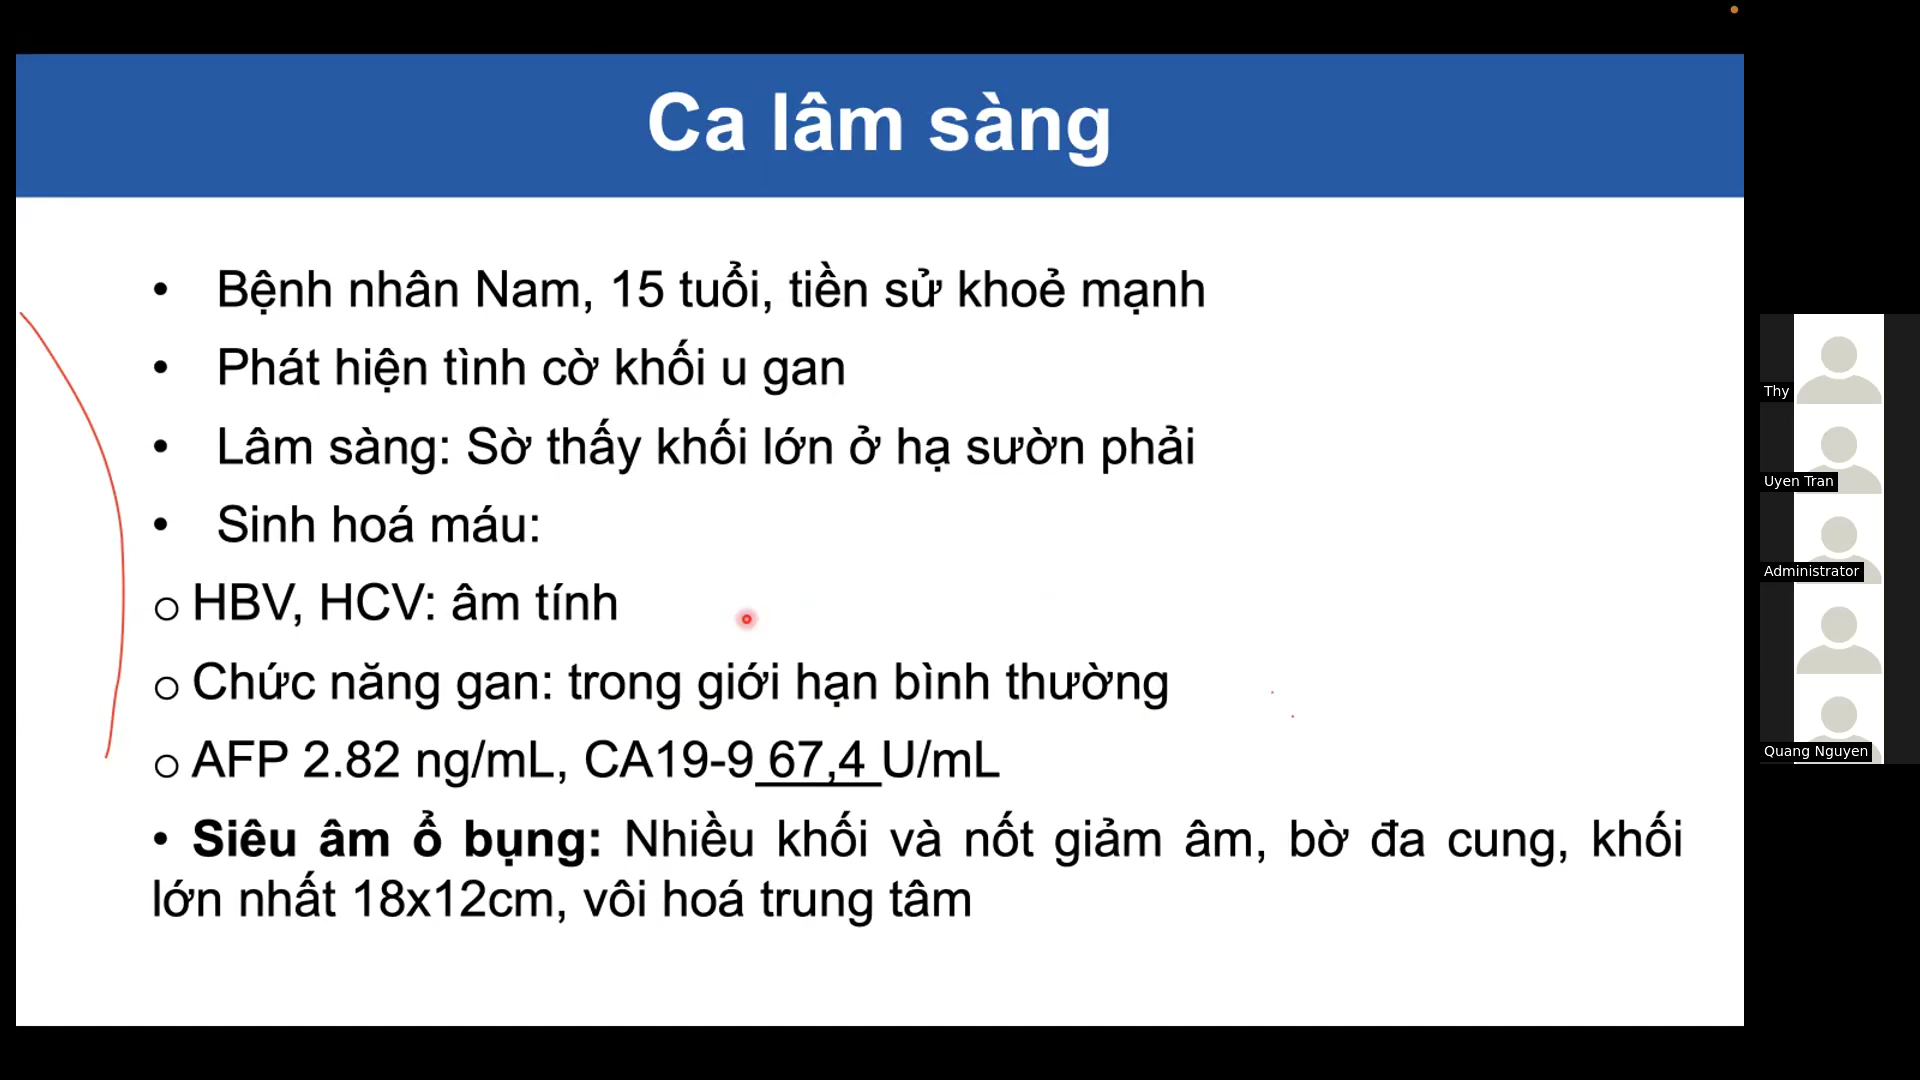 Ca lâm sàng
• Bệnh nhân Nam, 15 tuổi, tiền sử khoẻ mạnh
• Phát hiện tình cờ khối u gan
• Lâm sàng: Sờ thấy khối lớn ở hạ sườn phải
• Sinh hoá máu:
o HBV, HCV: âm tính
o Chức năng gan: trong giới hạn bình thường
o AFP 2.82 ng/mL, CA19-9 67,4 U/mL
• Siêu âm ổ bụng: Nhiều khối và nốt giảm âm, bờ đa cung, khối
lớn nhất 18x12cm, vôi hoá trung tâm
Thy
Uyen Tran
Administrator
Quang Nguyen